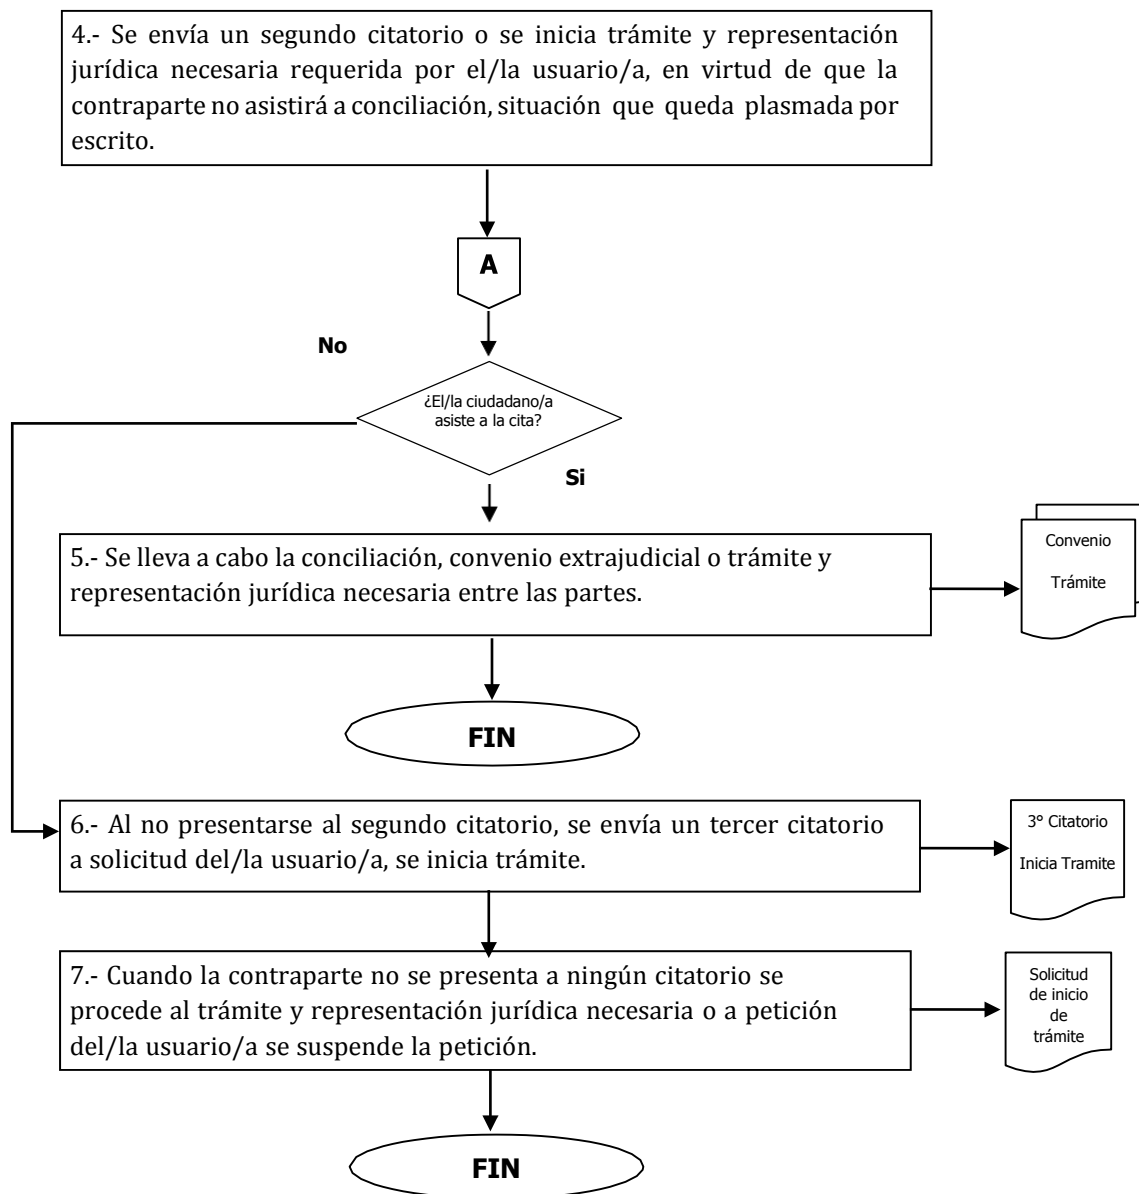 4.- Se envía un segundo citatorio o se inicia trámite y representación
jurídica necesaria requerida por el/la usuario/a, en virtud de que la
contraparte no asistirá a conciliación, situación que queda plasmada por
escrito.
A
No
¿El/la ciudadano/a
asiste a la cita?
Si
5.- Se lleva a cabo la conciliación, convenio extrajudicial o trámite y
representación jurídica necesaria entre las partes.
Convenio
Trámite
FIN
6.- Al no presentarse al segundo citatorio, se envía un tercer citatorio
a solicitud del/la usuario/a, se inicia trámite.
3º Citatorio
Inicia Tramite
7.- Cuando la contraparte no se presenta a ningún citatorio se
procede al trámite y representación jurídica necesaria o a petición
del/la usuario/a se suspende la petición.
Solicitud
de inicio
de
trámite
FIN